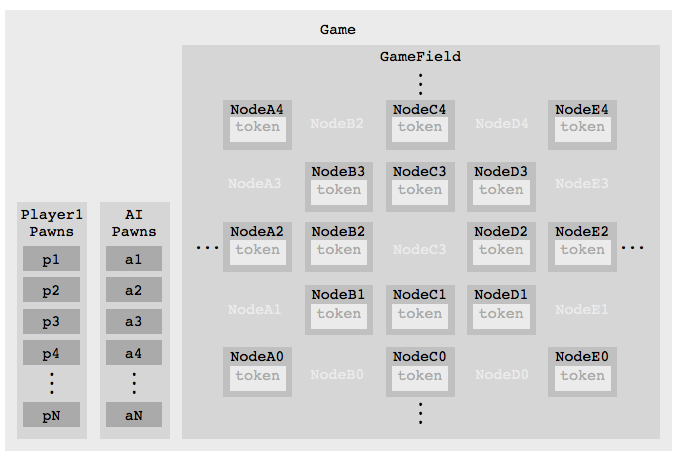 Game
GameField
NodeA4 NodeB2 NodeC4 NodeD4 NodeE4
token token token
NodeA3 NodeB3 NodeC3 NodeD3 NodeE3
token token token
Player1 Pawns
AI Pawns
NodeA2 NodeB2 NodeC3 NodeD2 NodeE2
... token token token token ...
p1 a1
p2 a2
NodeA1 NodeB1 NodeC1 NodeD1 NodeE1
token token token
p3 a3
p4 a4
NodeA0 NodeB0 NodeC0 NodeD0 NodeE0
token token token
pN aN